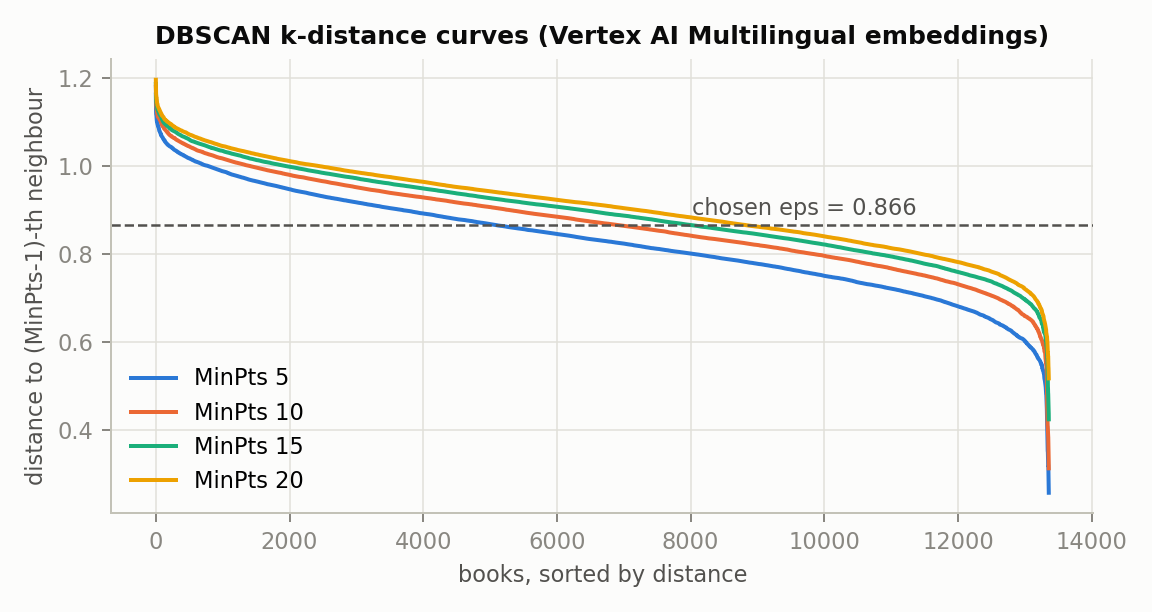 DBSCAN k-distance curves (Vertex AI Multilingual embeddings)
distance to (MinPts-1)-th neighbour
1.2
1.0
0.8
0.6
0.4
chosen eps = 0.866
MinPts 5
MinPts 10
MinPts 15
MinPts 20
0 2000 4000 6000 8000 10000 12000 14000
books, sorted by distance